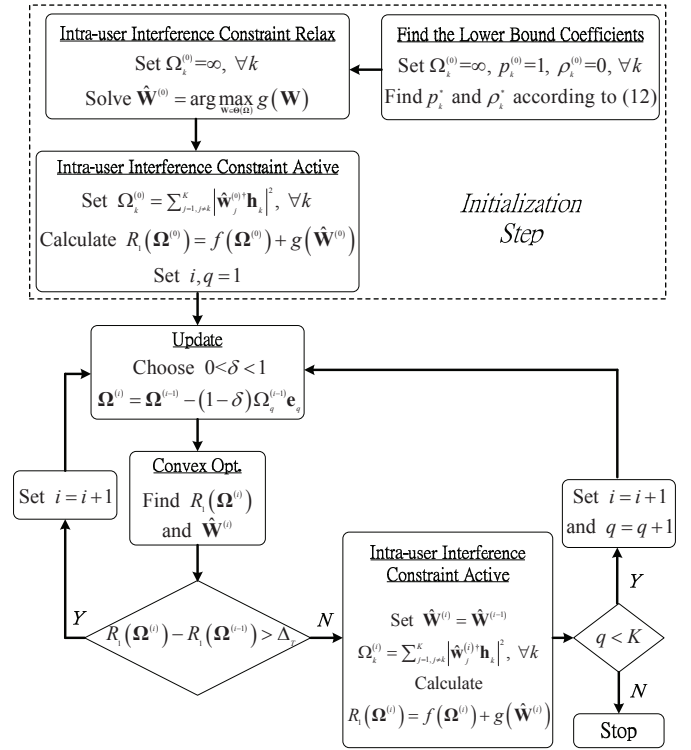 Find the Lower Bound Coefficients
Set Ω_k^(0)=∞, p_k^(0)=1, ρ_k^(0)=0, ∀k
Find p_k^* and ρ_k^* according to (12)
Intra-user Interference Constraint Relax
Set Ω_k^(0)=∞, ∀k
Solve Ŵ^(0) = arg max_{W∈Θ(Ω)} g(W)
Intra-user Interference Constraint Active
Set Ω_k^(0) = ∑_{j=1,j≠k}^K |ŵ_j^(0)† h_k|^2, ∀k
Calculate R_1(Ω^(0)) = f(Ω^(0)) + g(Ŵ^(0))
Set i,q=1
Initialization
Step
Update
Choose 0<δ<1
Ω^(i) = Ω^(i-1) − (1−δ)Ω_q^(i-1) e_q
Convex Opt.
Find R_1(Ω^(i))
and Ŵ^(i)
Set i=i+1
Y
R_1(Ω^(i)) − R_1(Ω^(i-1)) > Δ_T
N
Intra-user Interference
Constraint Active
Set Ŵ^(i) = Ŵ^(i-1)
Ω_k^(i) = ∑_{j=1,j≠k}^K |ŵ_j^(i)† h_k|^2, ∀k
Calculate
R_1(Ω^(i)) = f(Ω^(i)) + g(Ŵ^(i))
Set i=i+1
and q=q+1
Y
q<K
N
Stop